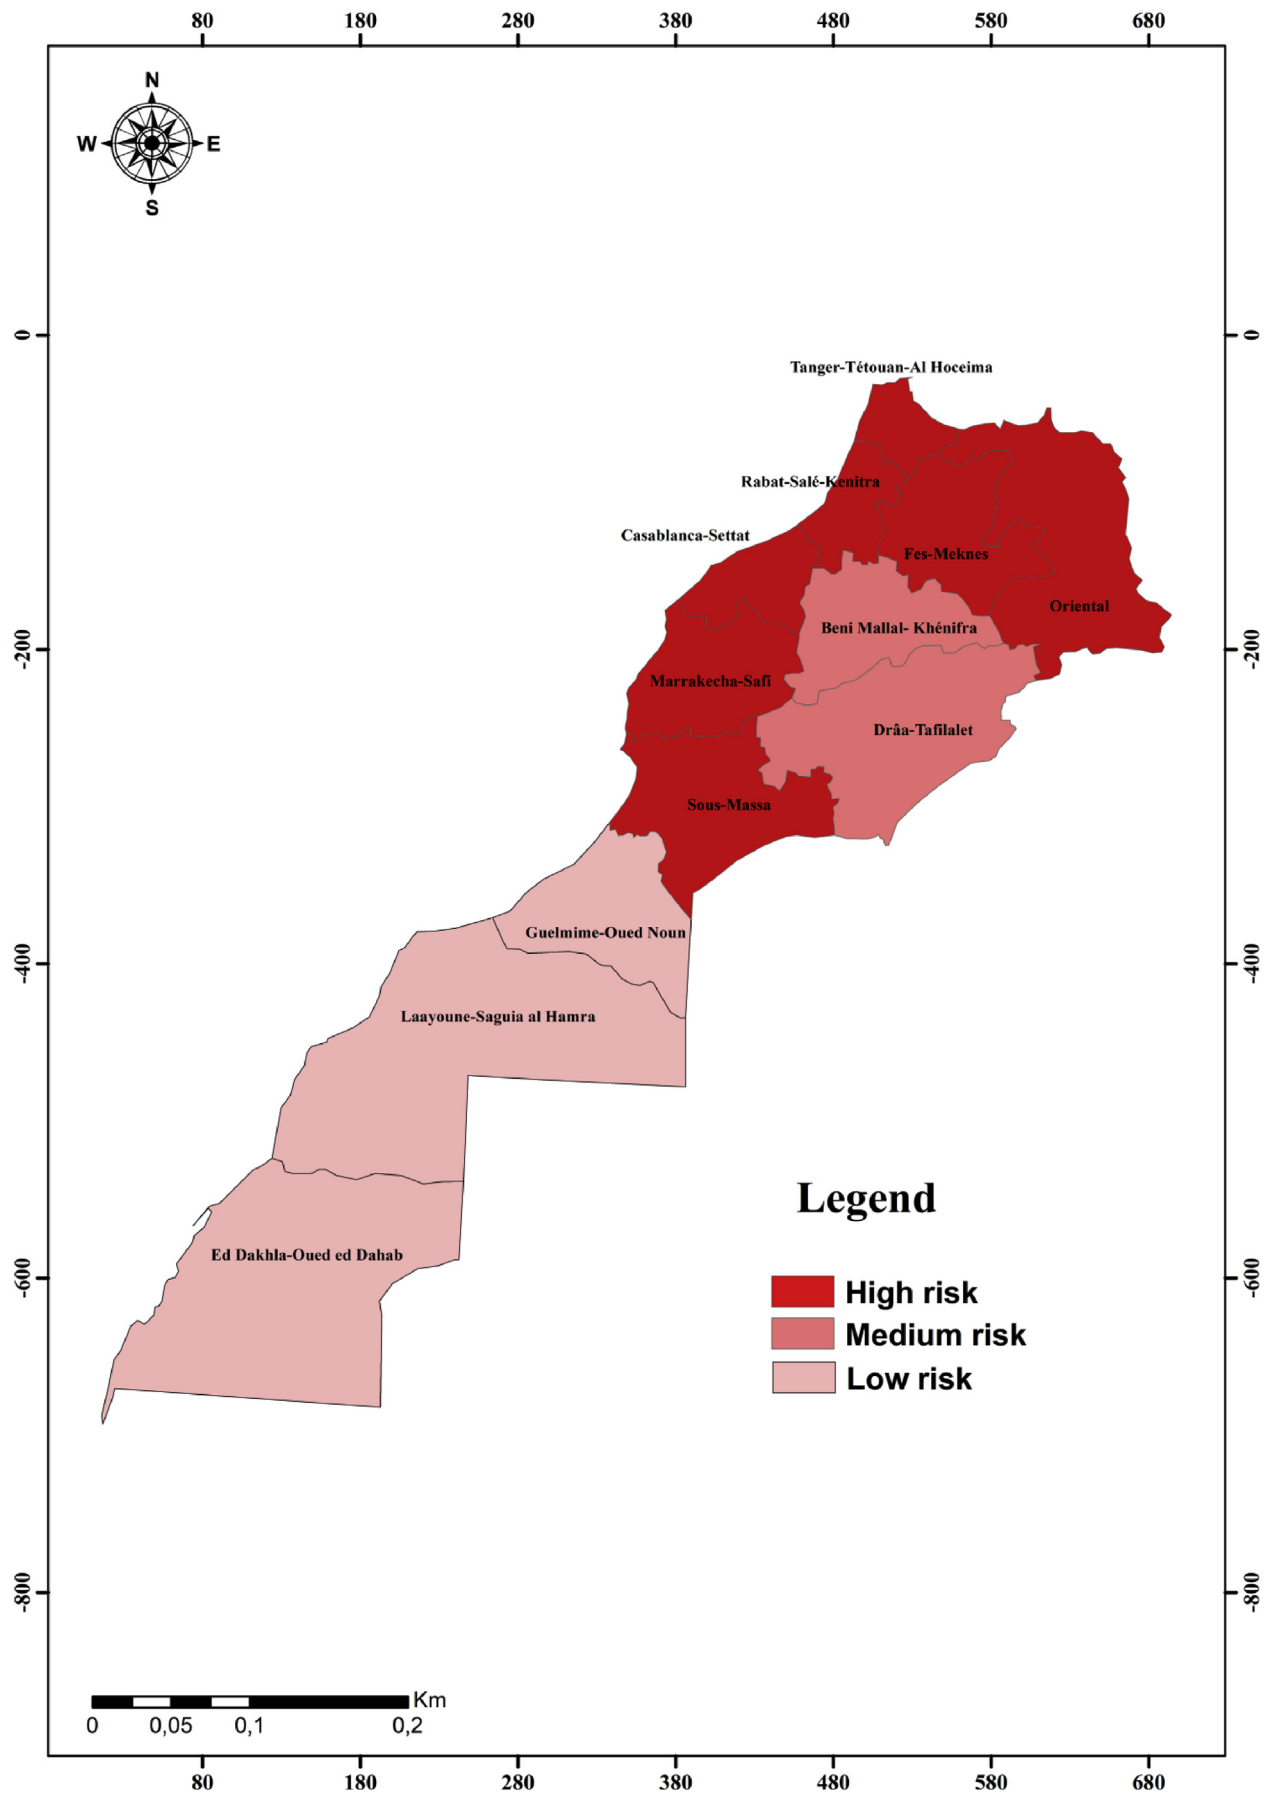 80 180 280 380 480 580 680
N
W E
S
0 0
Tanger-Tétouan-Al Hoceima
Rabat-Salé-Kenitra
Casablanca-Settat
Fes-Meknes
Oriental
Beni Mallal- Khénifra
-200 -200
Marrakecha-Safi
Drâa-Tafilalet
Sous-Massa
Guelmime-Oued Noun
-400 -400
Laayoune-Saguia al Hamra
Legend
Ed Dakhla-Oued ed Dahab
-600 -600
High risk
Medium risk
Low risk
-800 -800
Km
0 0,05 0,1 0,2
80 180 280 380 480 580 680